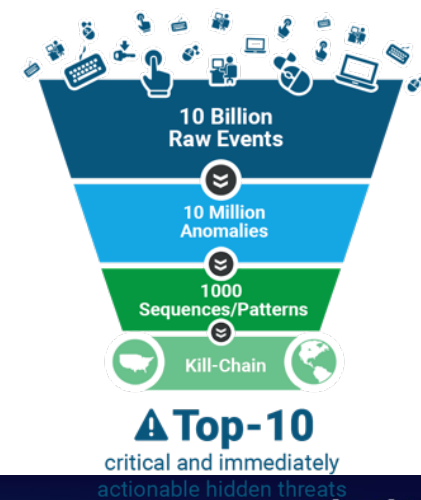 10 Billion
Raw Events
10 Million
Anomalies
1000
Sequences/Patterns
Kill-Chain
Top-10
critical and immediately
actionable hidden threats